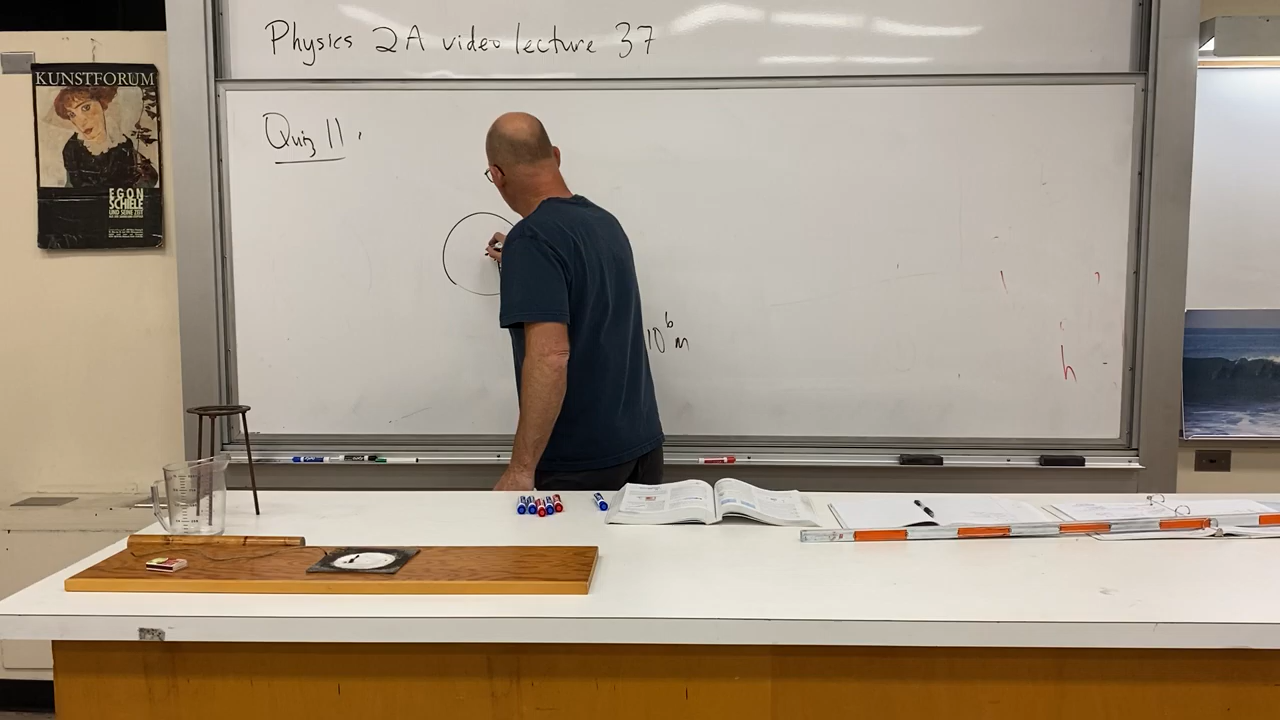 Physics 2A video lecture 37
KUNSTFORUM
EGON
SCHIELE
UND SEINE ZEIT
Quiz 11
10⁶ m
h